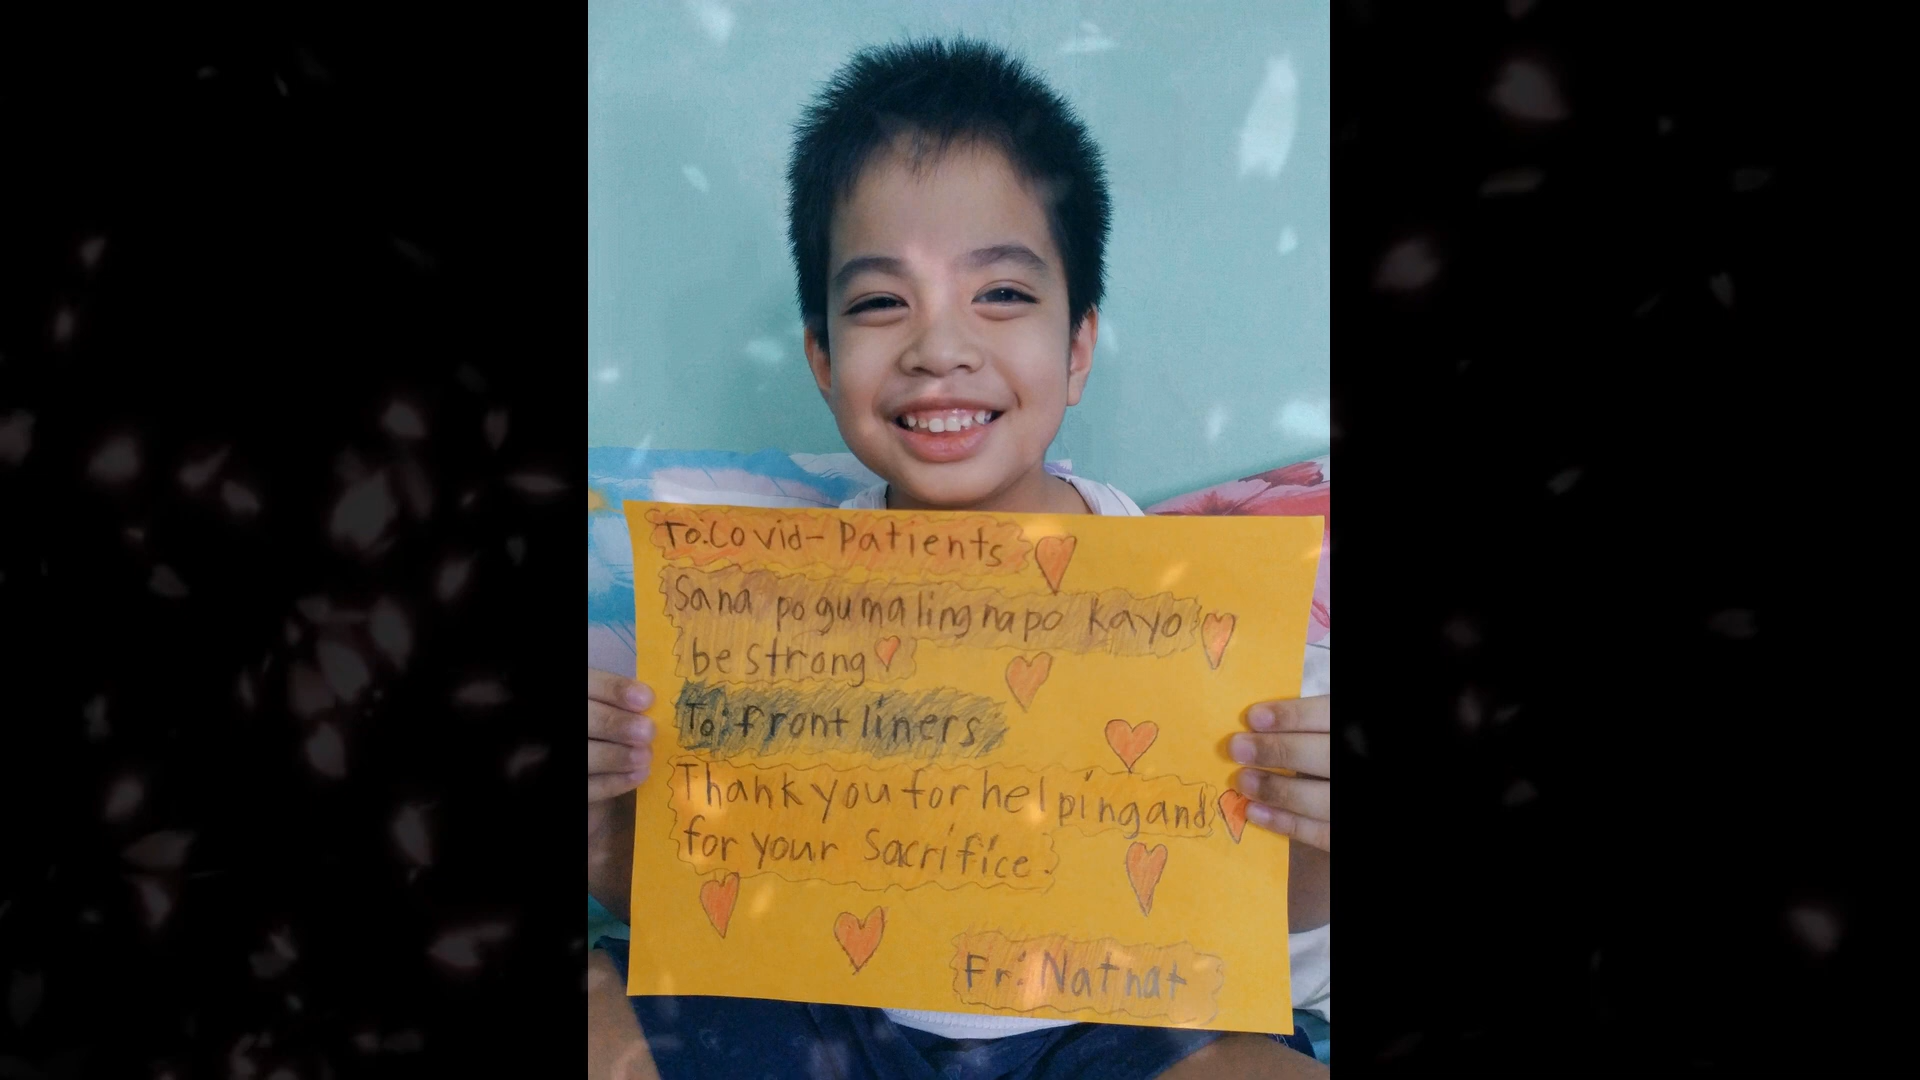 To: Covid- Patients
Sana po gumaling na po kayo
be strong
To: front liners
Thank you for helping and
for your Sacrifice.
Fr: Natnat